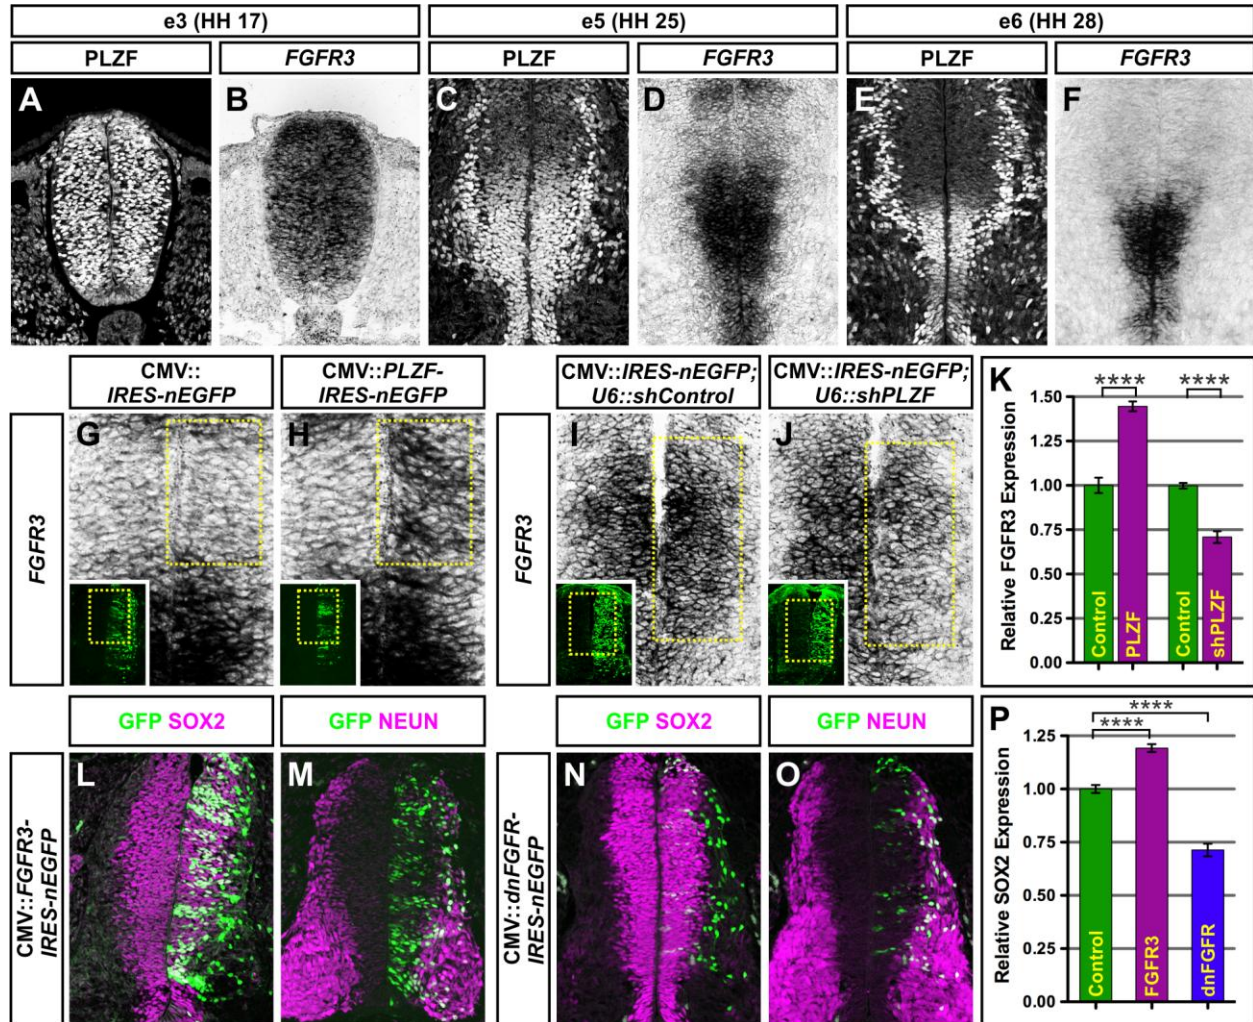 e3 (HH 17)
e5 (HH 25)
e6 (HH 28)
PLZF
FGFR3
PLZF
FGFR3
PLZF
FGFR3
A
B
C
D
E
F
CMV::
IRES-nEGFP
CMV::PLZF-
IRES-nEGFP
CMV::IRES-nEGFP;
U6::shControl
CMV::IRES-nEGFP;
U6::shPLZF
FGFR3
G
H
FGFR3
I
J
K
Relative FGFR3 Expression
1.50
1.25
1.00
0.75
0.50
0.25
0.00
****
****
Control
PLZF
Control
shPLZF
GFP SOX2
GFP NEUN
GFP SOX2
GFP NEUN
CMV::FGFR3-
IRES-nEGFP
L
M
CMV::dnFGFR-
IRES-nEGFP
N
O
P
Relative SOX2 Expression
1.25
1.00
0.75
0.50
0.25
0.00
****
****
Control
FGFR3
dnFGFR